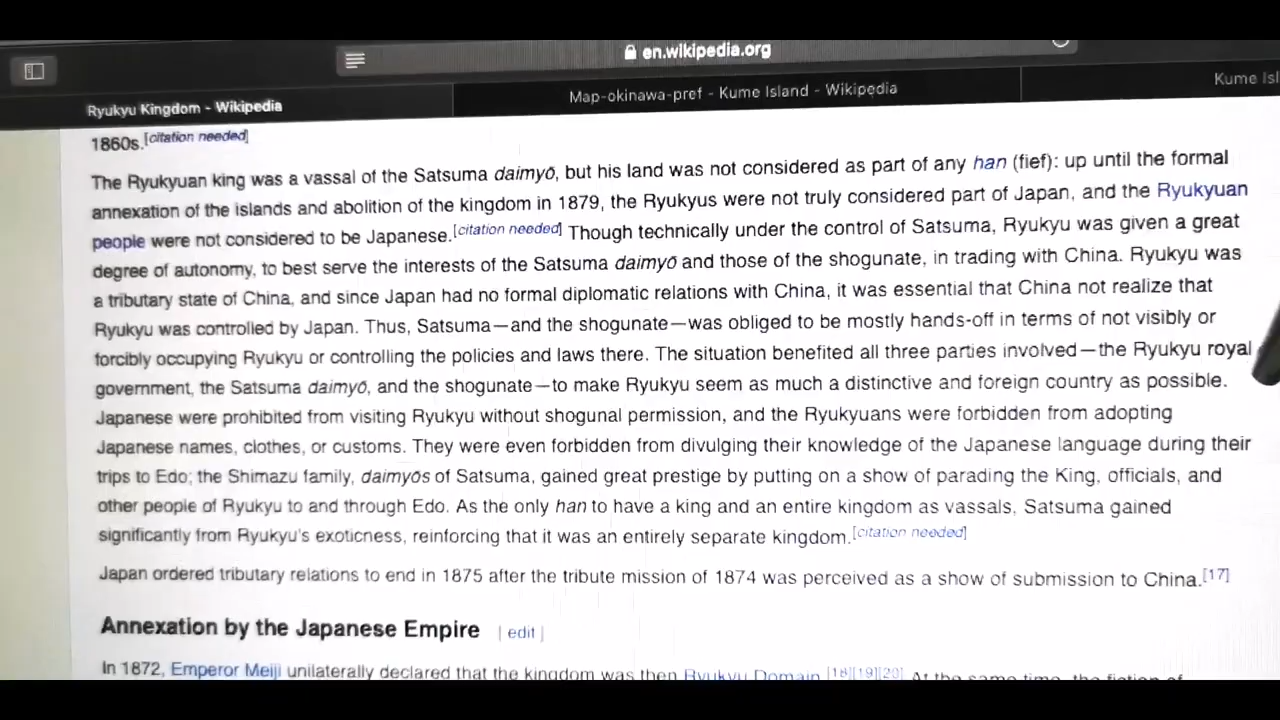 en.wikipedia.org
Ryukyu Kingdom - Wikipedia
Map-okinawa-pref - Kume Island - Wikipedia
Kume Isl
1860s.[citation needed]
The Ryukyuan king was a vassal of the Satsuma daimyō, but his land was not considered as part of any han (fief): up until the formal
annexation of the islands and abolition of the kingdom in 1879, the Ryukyus were not truly considered part of Japan, and the Ryukyuan
people were not considered to be Japanese.[citation needed] Though technically under the control of Satsuma, Ryukyu was given a great
degree of autonomy, to best serve the interests of the Satsuma daimyō and those of the shogunate, in trading with China. Ryukyu was
a tributary state of China, and since Japan had no formal diplomatic relations with China, it was essential that China not realize that
Ryukyu was controlled by Japan. Thus, Satsuma—and the shogunate—was obliged to be mostly hands-off in terms of not visibly or
forcibly occupying Ryukyu or controlling the policies and laws there. The situation benefited all three parties involved—the Ryukyu royal
government, the Satsuma daimyō, and the shogunate—to make Ryukyu seem as much a distinctive and foreign country as possible.
Japanese were prohibited from visiting Ryukyu without shogunal permission, and the Ryukyuans were forbidden from adopting
Japanese names, clothes, or customs. They were even forbidden from divulging their knowledge of the Japanese language during their
trips to Edo; the Shimazu family, daimyōs of Satsuma, gained great prestige by putting on a show of parading the King, officials, and
other people of Ryukyu to and through Edo. As the only han to have a king and an entire kingdom as vassals, Satsuma gained
significantly from Ryukyu's exoticness, reinforcing that it was an entirely separate kingdom.[citation needed]
Japan ordered tributary relations to end in 1875 after the tribute mission of 1874 was perceived as a show of submission to China.[17]
Annexation by the Japanese Empire [ edit ]
In 1872, Emperor Meiji unilaterally declared that the kingdom was then Ryukyu Domain.[18][19][20] At the same time, the fiction of